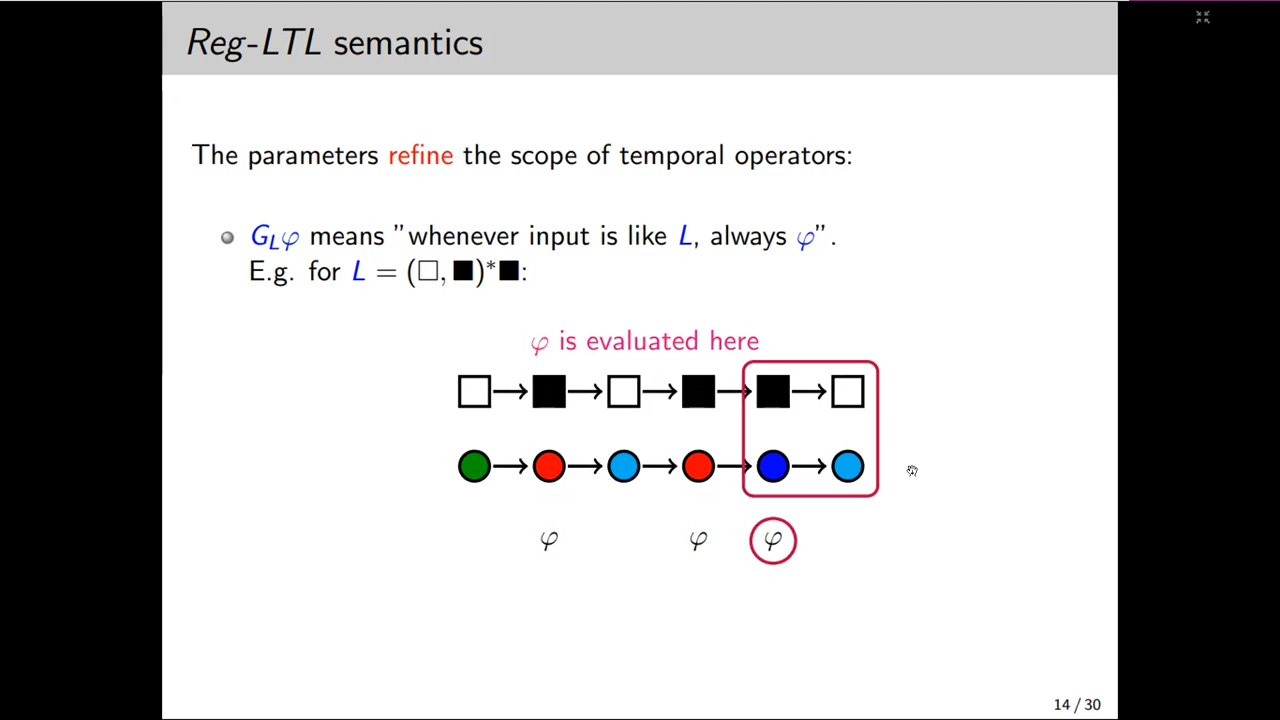 Reg-LTL semantics
The parameters refine the scope of temporal operators:
G_Lφ means ”whenever input is like L, always φ”.
E.g. for L = (□, ■)*■:
φ is evaluated here
φ φ φ
14 / 30